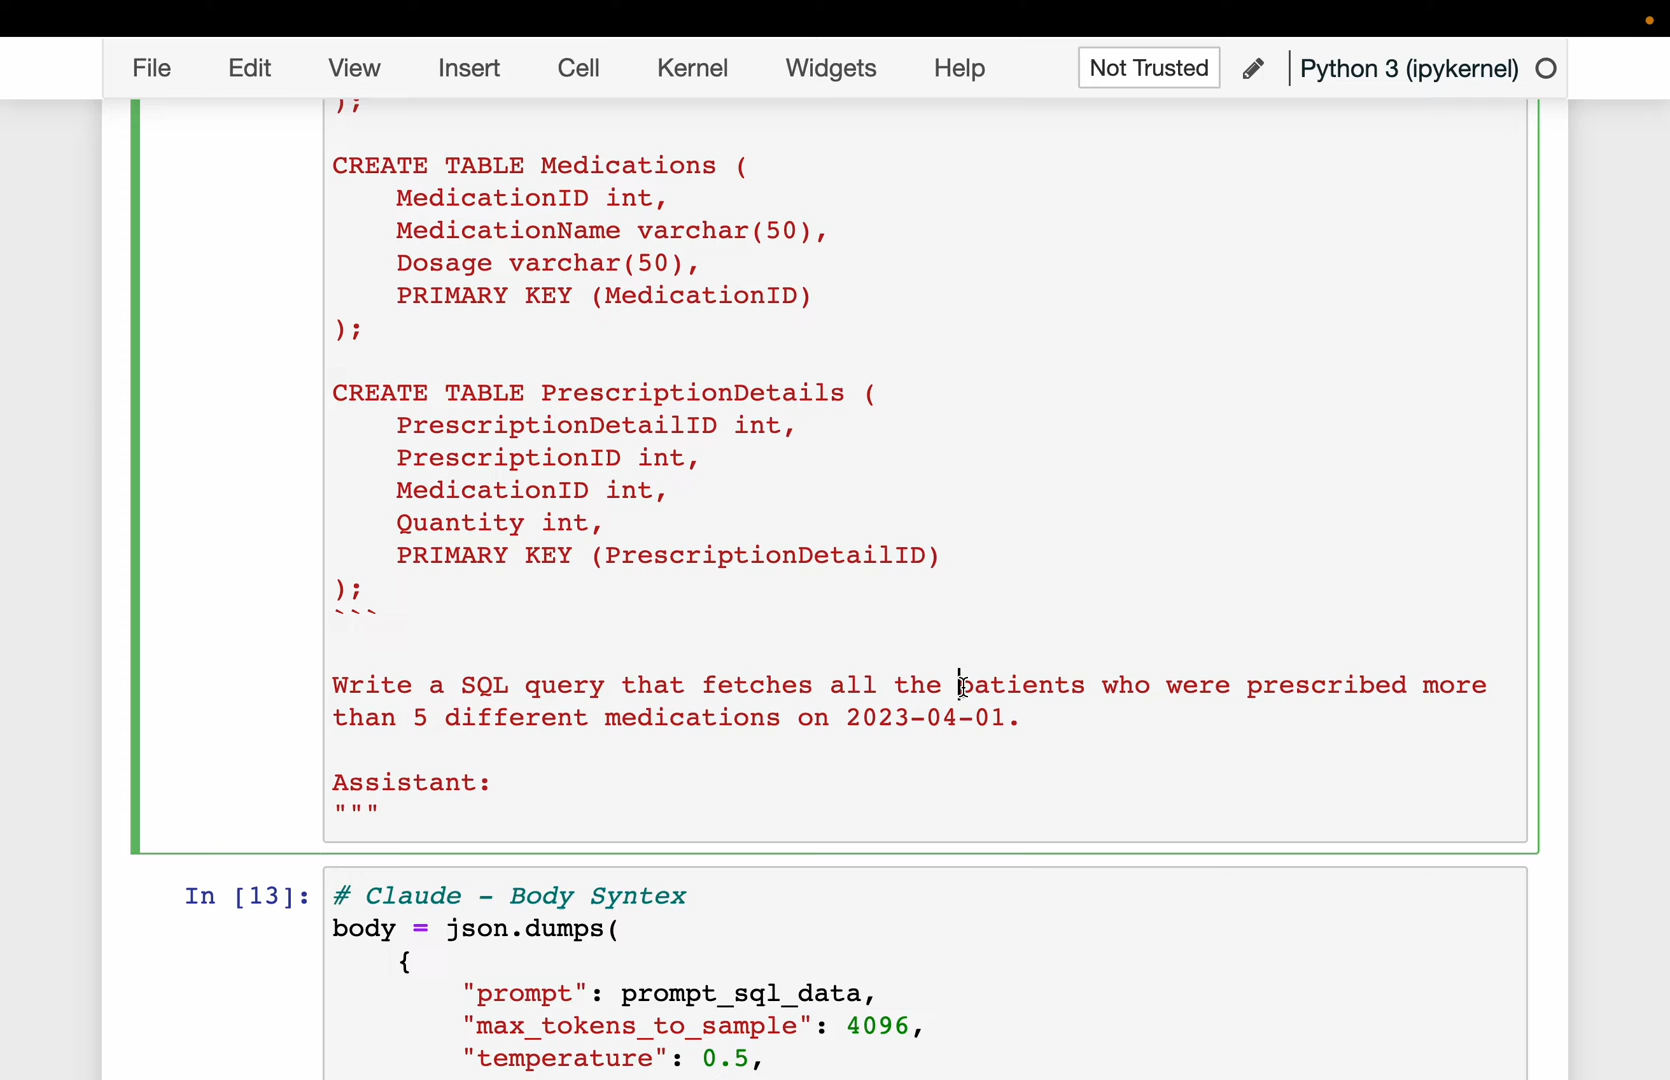 File Edit View Insert Cell Kernel Widgets Help Not Trusted Python 3 (ipykernel)
);
CREATE TABLE Medications (
MedicationID int,
MedicationName varchar(50),
Dosage varchar(50),
PRIMARY KEY (MedicationID)
);
CREATE TABLE PrescriptionDetails (
PrescriptionDetailID int,
PrescriptionID int,
MedicationID int,
Quantity int,
PRIMARY KEY (PrescriptionDetailID)
);
```
Write a SQL query that fetches all the patients who were prescribed more
than 5 different medications on 2023-04-01.
Assistant:
"""
In [13]: # Claude - Body Syntex
body = json.dumps(
{
"prompt": prompt_sql_data,
"max_tokens_to_sample": 4096,
"temperature": 0.5,